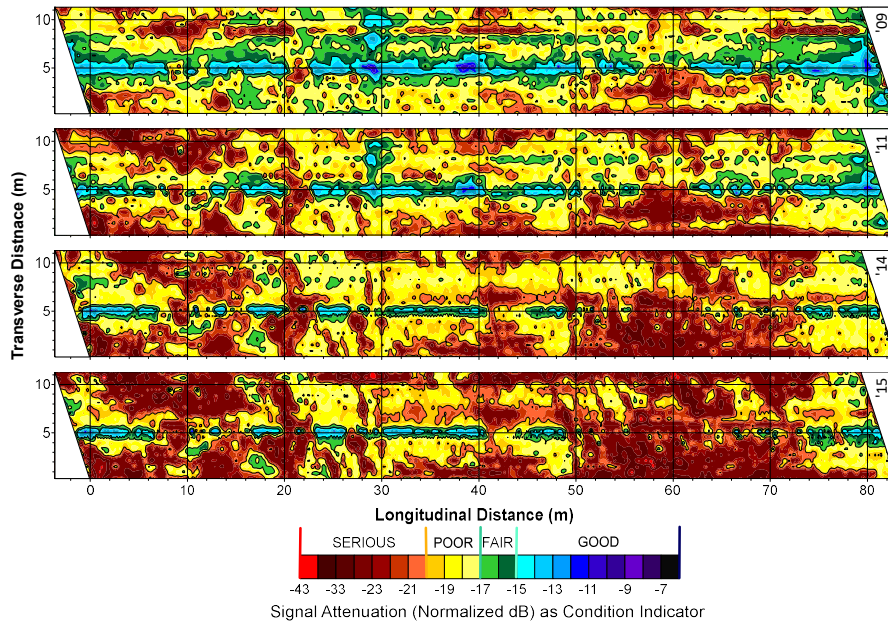 10
5
'09
10
5
'11
Transverse Distnace (m)
10
5
'14
10
5
'15
0 10 20 30 40 50 60 70 80
Longitudinal Distance (m)
SERIOUS POOR FAIR GOOD
-43 -33 -23 -21 -19 -17 -15 -13 -11 -9 -7
Signal Attenuation (Normalized dB) as Condition Indicator